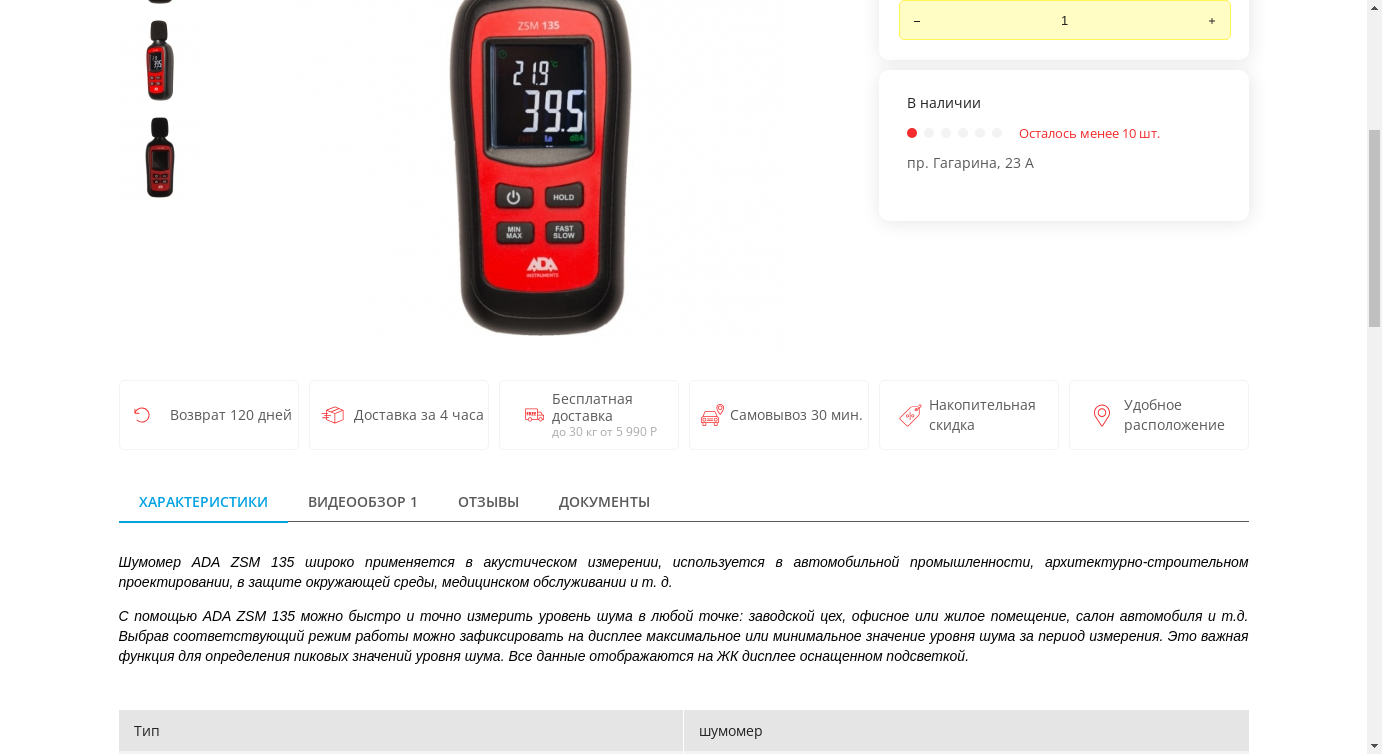 ZSM 135
21,9 °C
39.5
dBA
HOLD
MIN
MAX
FAST
SLOW
ADA
INSTRUMENTS
– 1 +
В наличии
Осталось менее 10 шт.
пр. Гагарина, 23 А
Возврат 120 дней
Доставка за 4 часа
Бесплатная
доставка
до 30 кг от 5 990 Р
Самовывоз 30 мин.
Накопительная
скидка
Удобное
расположение
ХАРАКТЕРИСТИКИ ВИДЕООБЗОР 1 ОТЗЫВЫ ДОКУМЕНТЫ
Шумомер ADA ZSM 135 широко применяется в акустическом измерении, используется в автомобильной промышленности, архитектурно-строительном
проектировании, в защите окружающей среды, медицинском обслуживании и т. д.
С помощью ADA ZSM 135 можно быстро и точно измерить уровень шума в любой точке: заводской цех, офисное или жилое помещение, салон автомобиля и т.д.
Выбрав соответствующий режим работы можно зафиксировать на дисплее максимальное или минимальное значение уровня шума за период измерения. Это важная
функция для определения пиковых значений уровня шума. Все данные отображаются на ЖК дисплее оснащенном подсветкой.
Тип шумомер